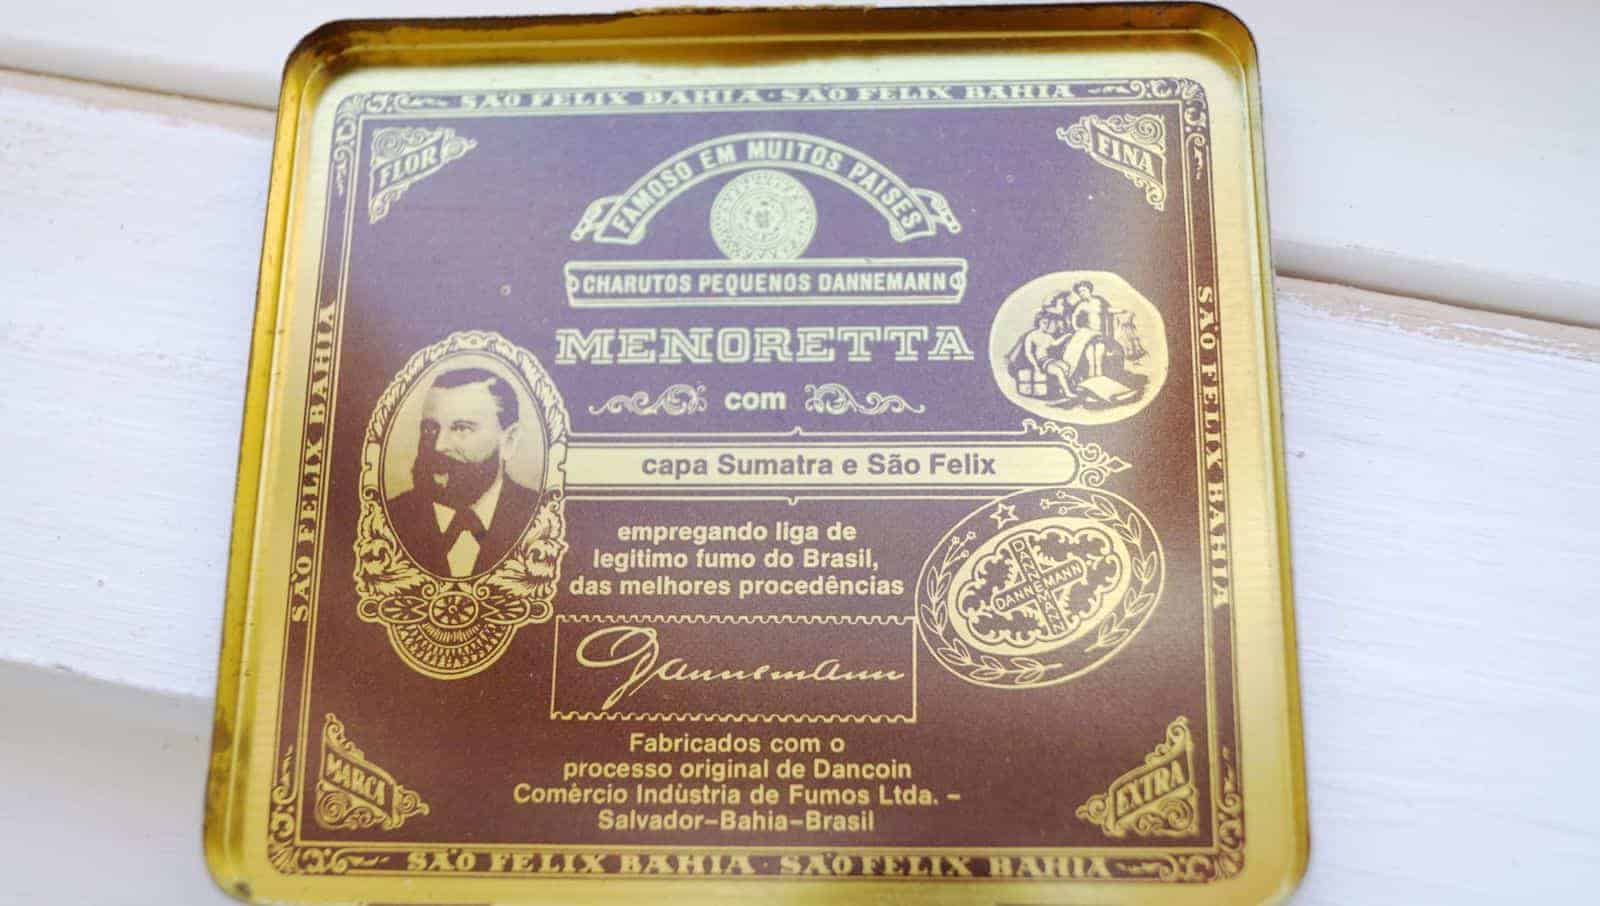 SÃO FELIX BAHIA · SÃO FELIX BAHIA
FLOR
FINA
FAMOSO EM MUITOS PAISES
CHARUTOS PEQUENOS DANNEMANN
MENORETTA
com
capa Sumatra e São Felix
empregando liga de
legitimo fumo do Brasil,
das melhores procedências
DANNEMANN
DANNEMANN
Dannemann
Fabricados com o
processo original de Dancoin
Comèrcio Indùstria de Fumos Ltda. –
Salvador–Bahia–Brasil
MARCA
EXTRA
SÃO FELIX BAHIA
SÃO FELIX BAHIA
SÃO FELIX BAHIA · SÃO FELIX BAHIA